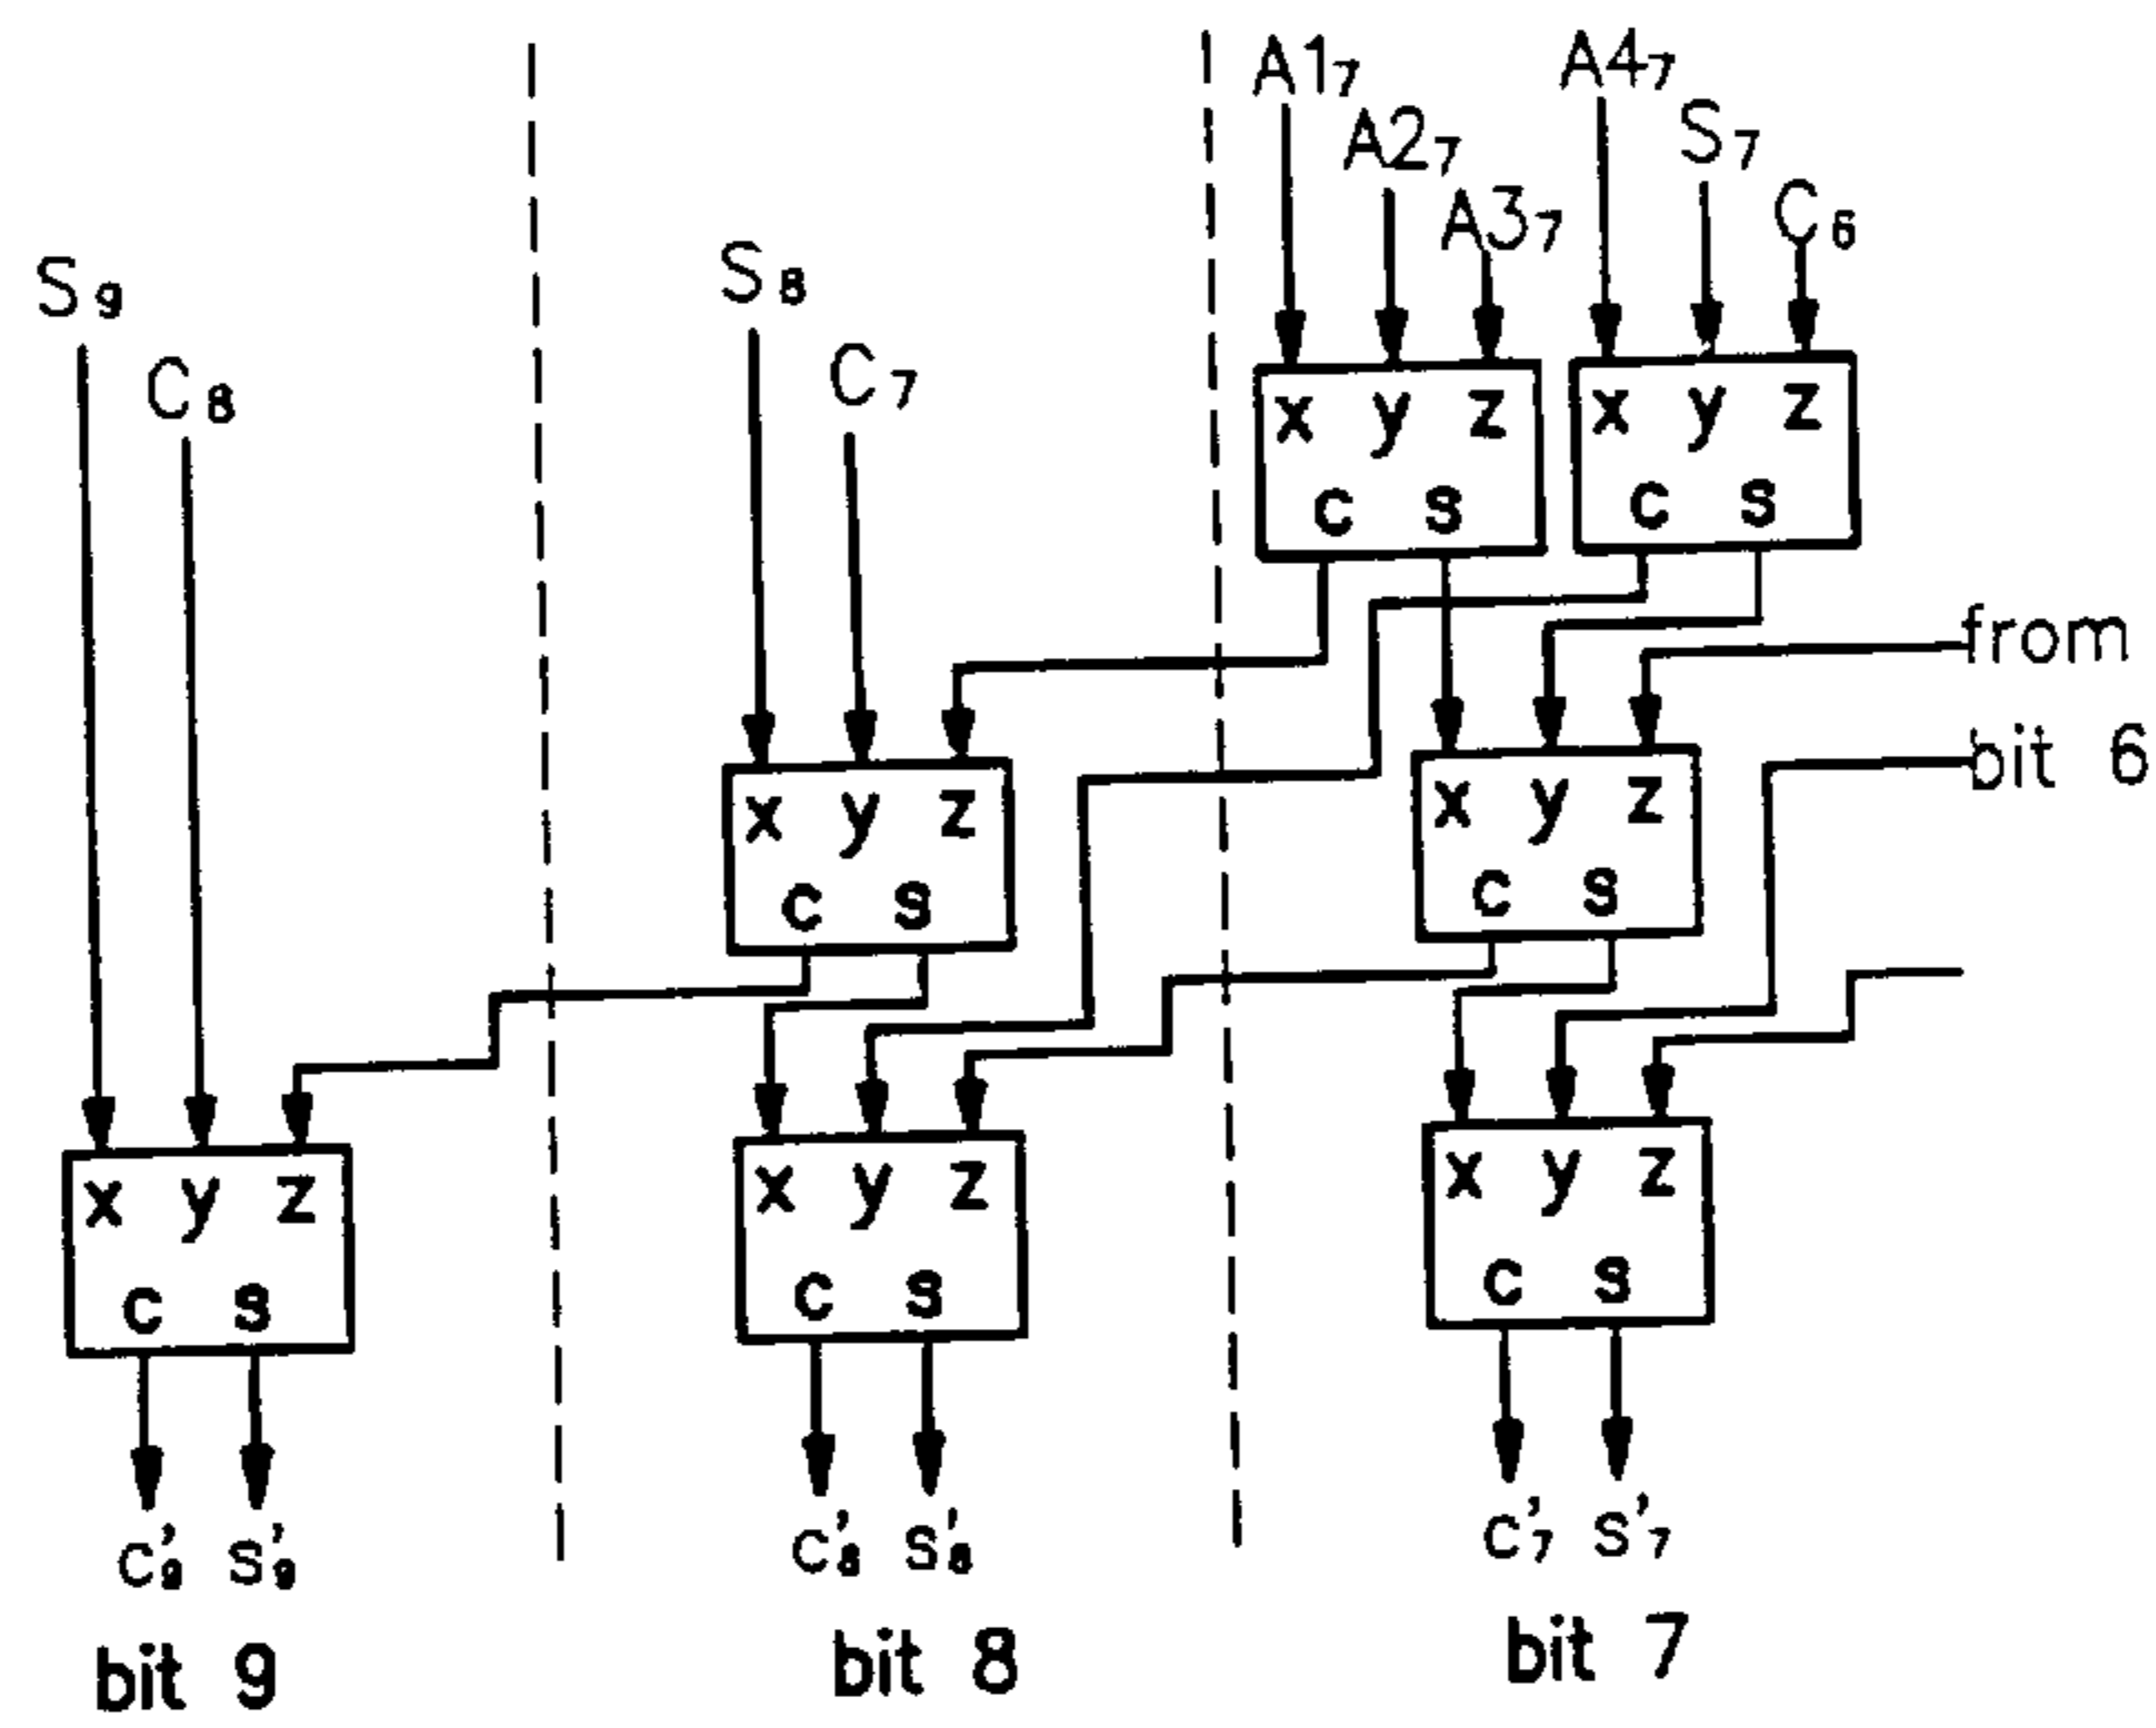 A1₇
A4₇
A2₇
S₇
A3₇
C₆
S₉
S₈
C₈
C₇
x y z
c s
x y z
c s
from
bit 6
x y z
c s
x y z
c s
x y z
c s
x y z
c s
x y z
c s
c'₉ s'₉
c'₈ s'₈
c'₇ s'₇
bit 9
bit 8
bit 7